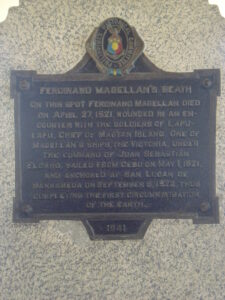 FERDINAND MAGELLAN'S DEATH
ON THIS SPOT FERDINAND MAGELLAN DIED
ON APRIL 27, 1521, WOUNDED IN AN EN-
COUNTER WITH THE SOLDIERS OF LAPU-
LAPU, CHIEF OF MACTAN ISLAND. ONE OF
MAGELLAN'S SHIPS, THE VICTORIA, UNDER
THE COMMAND OF JUAN SEBASTIAN
ELCANO, SAILED FROM CEBU ON MAY 1, 1521,
AND ANCHORED AT SAN LUCAR DE
BARRAMEDA ON SEPTEMBER 6, 1522, THUS
COMPLETING THE FIRST CIRCUMNAVIGATION
OF THE EARTH.
1941